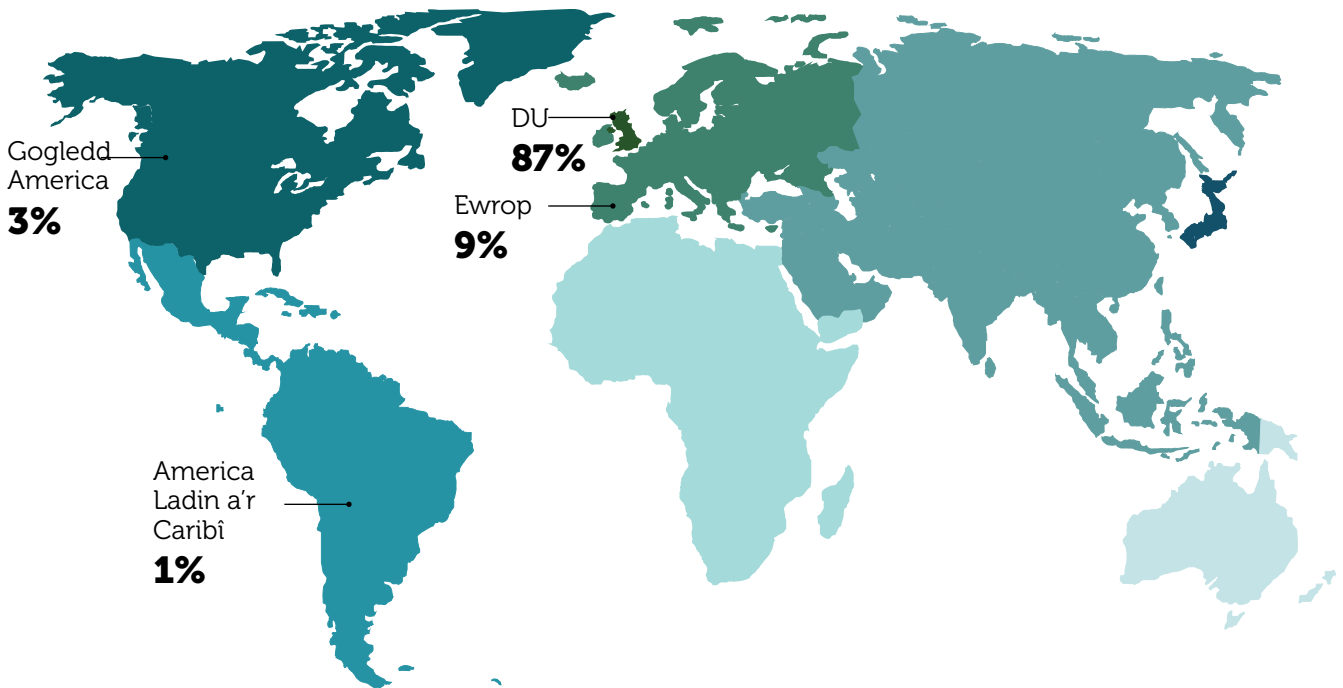 Gogledd
America
3%
DU
87%
Ewrop
9%
America
Ladin a’r
Caribî
1%